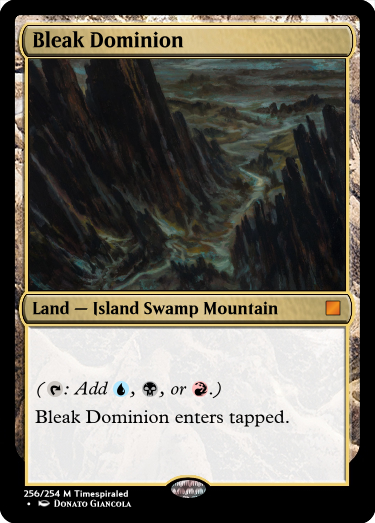 Bleak Dominion
Land — Island Swamp Mountain
( : Add , , or .)
Bleak Dominion enters tapped.
256/254 M Timespiraled
• Donato Giancola